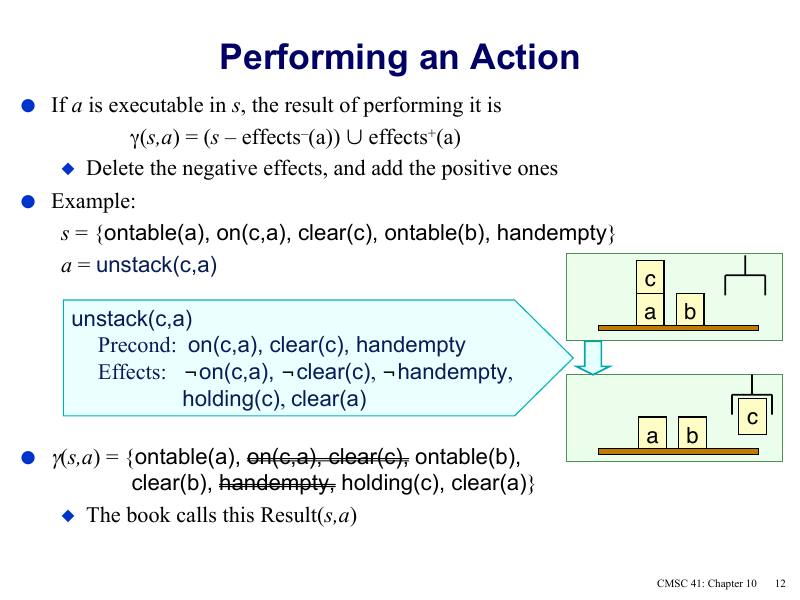 Performing an Action
● If a is executable in s, the result of performing it is
γ(s,a) = (s – effects⁻(a)) ∪ effects⁺(a)
◆ Delete the negative effects, and add the positive ones
● Example:
s = {ontable(a), on(c,a), clear(c), ontable(b), handempty}
a = unstack(c,a)
unstack(c,a)
Precond: on(c,a), clear(c), handempty
Effects: ¬on(c,a), ¬clear(c), ¬handempty,
holding(c), clear(a)
c
a b
a b c
● γ(s,a) = {ontable(a), on(c,a), clear(c), ontable(b),
clear(b), handempty, holding(c), clear(a)}
◆ The book calls this Result(s,a)
CMSC 41: Chapter 10 12